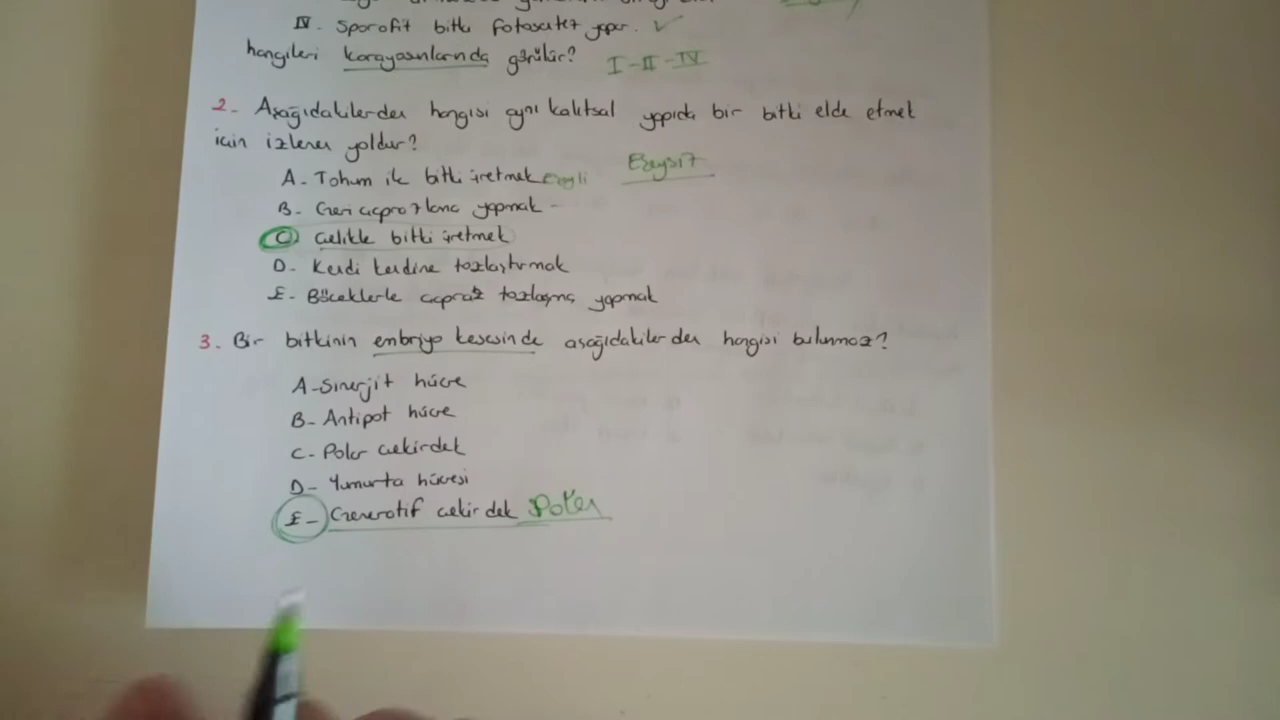 IV. Sporofit bitki fotosentez yapar. ✓
hangileri karayosunlarında görülür? I-II-IV
2- Aşağıdakilerden hangisi aynı kalıtsal yapıda bir bitki elde etmek
için izlenen yoldur?
Eşeysiz
A- Tohum ile bitki üretmek eşeyli
B- Geri çaprazlama yapmak -
C çelikle bitki üretmek
D- Kendi kendine tozlaştırmak
E- Böceklerle çapraz tozlaşma yapmak
3. Bir bitkinin embriyo kesesinde aşağıdakilerden hangisi bulunmaz?
A-Sinerjit hücre
B- Antipot hücre
C- Polar çekirdek
D- Yumurta hücresi
E- Generatif çekirdek Polen